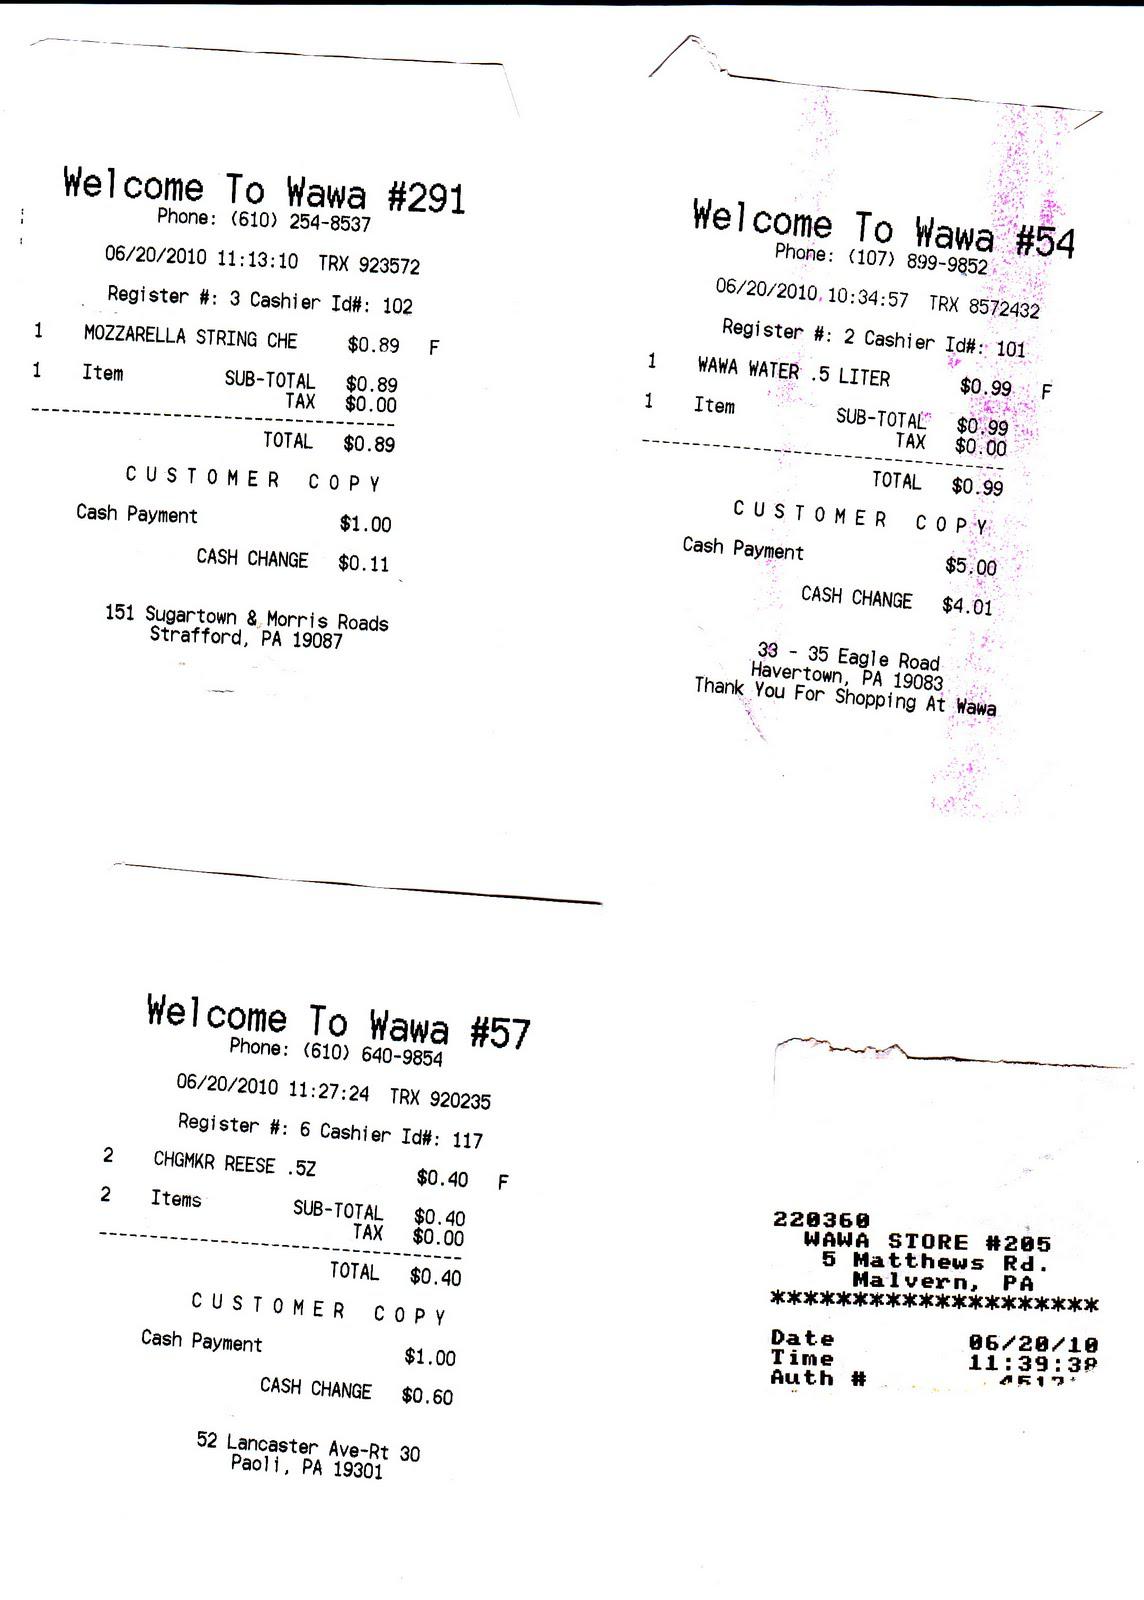 Welcome To Wawa #291
Phone: (610) 254-8537
06/20/2010 11:13:10 TRX 923572
Register #: 3 Cashier Id#: 102
1 MOZZARELLA STRING CHE $0.89 F
1 Item SUB-TOTAL $0.89
TAX $0.00
TOTAL $0.89
CUSTOMER COPY
Cash Payment $1.00
CASH CHANGE $0.11
151 Sugartown & Morris Roads
Strafford, PA 19087
Welcome To Wawa #54
Phone: (107) 899-9852
06/20/2010 10:34:57 TRX 8572432
Register #: 2 Cashier Id#: 101
1 WAWA WATER .5 LITER $0.99 F
1 Item SUB-TOTAL $0.99
TAX $0.00
TOTAL $0.99
CUSTOMER COPY
Cash Payment $5.00
CASH CHANGE $4.01
33 - 35 Eagle Road
Havertown, PA 19083
Thank You For Shopping At Wawa
Welcome To Wawa #57
Phone: (610) 640-9854
06/20/2010 11:27:24 TRX 920235
Register #: 6 Cashier Id#: 117
2 CHGMKR REESE .5Z $0.40 F
2 Items SUB-TOTAL $0.40
TAX $0.00
TOTAL $0.40
CUSTOMER COPY
Cash Payment $1.00
CASH CHANGE $0.60
52 Lancaster Ave-Rt 30
Paoli, PA 19301
220360
WAWA STORE #205
5 Matthews Rd.
Malvern, PA
********************
Date 06/20/10
Time 11:39:38
Auth #